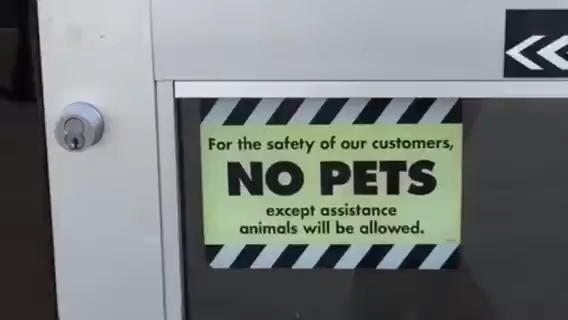 For the safety of our customers,
NO PETS
except assistance
animals will be allowed.